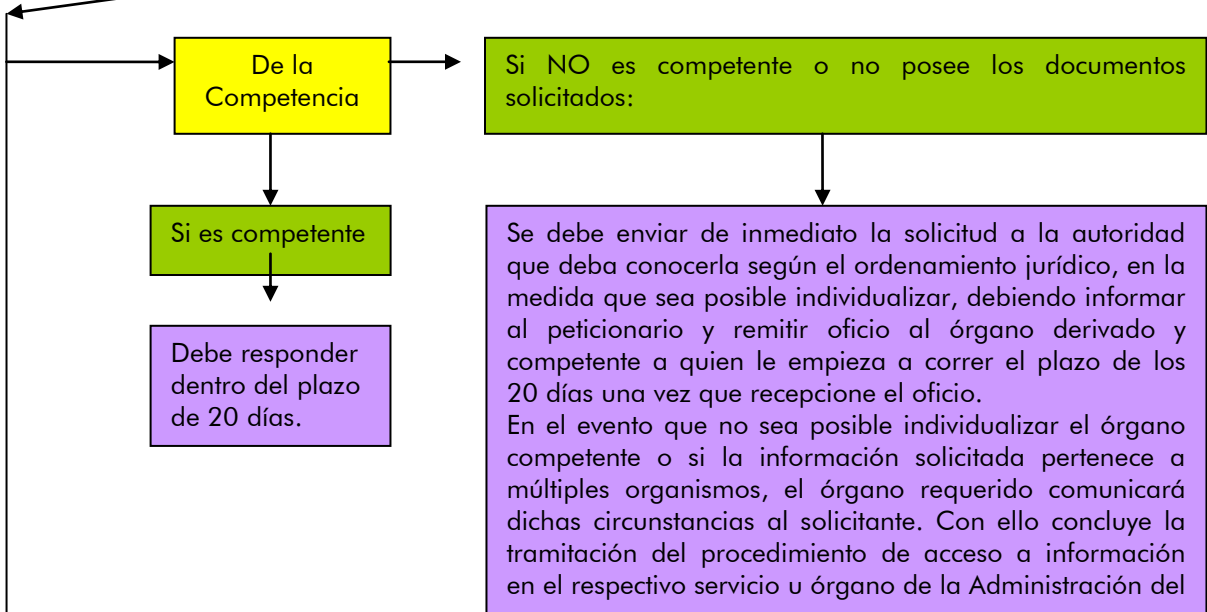 De la
Competencia
Si NO es competente o no posee los documentos
solicitados:
Si es competente
Debe responder
dentro del plazo
de 20 días.
Se debe enviar de inmediato la solicitud a la autoridad
que deba conocerla según el ordenamiento jurídico, en la
medida que sea posible individualizar, debiendo informar
al peticionario y remitir oficio al órgano derivado y
competente a quien le empieza a correr el plazo de los
20 días una vez que recepcione el oficio.
En el evento que no sea posible individualizar el órgano
competente o si la información solicitada pertenece a
múltiples organismos, el órgano requerido comunicará
dichas circunstancias al solicitante. Con ello concluye la
tramitación del procedimiento de acceso a información
en el respectivo servicio u órgano de la Administración del